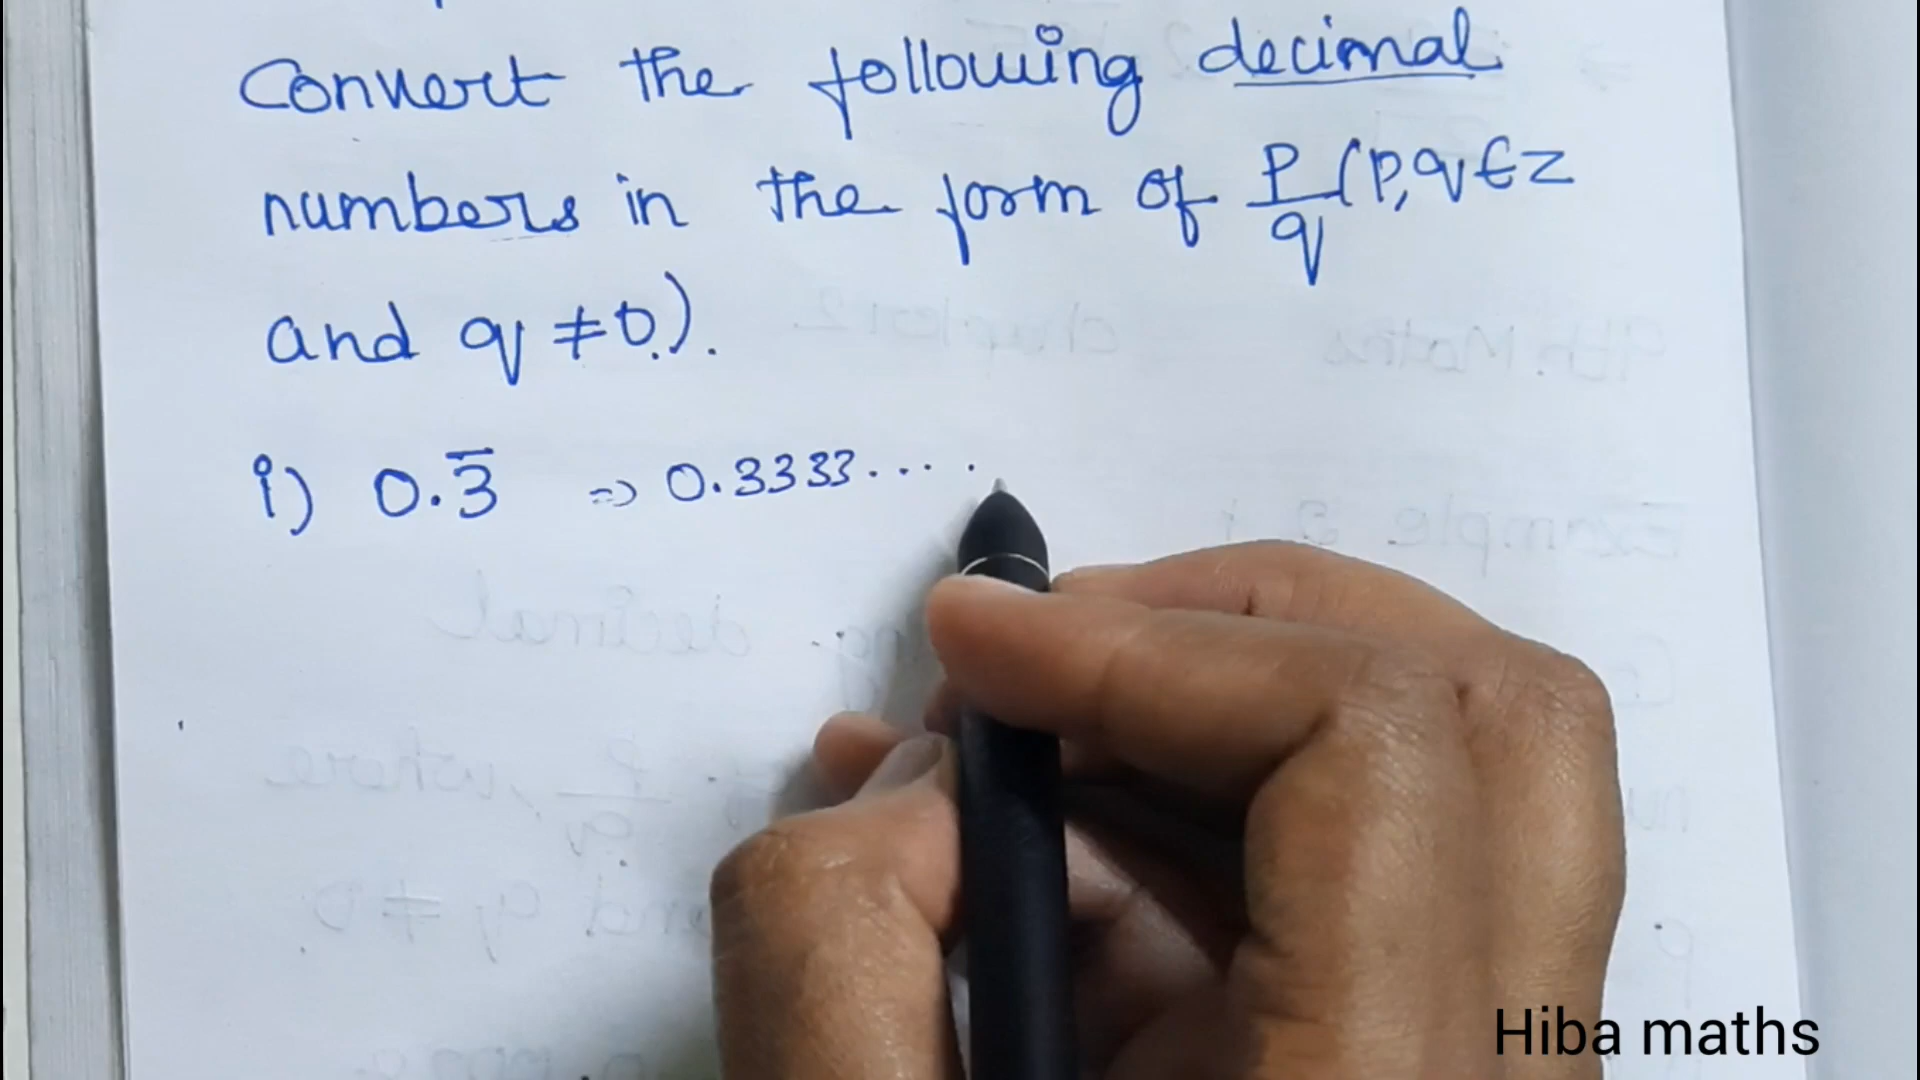 Convert the following decimal
numbers in the form of P/q (P, q ∈ Z
and q ≠ 0.).
i) 0.3̅ => 0.3333.....
Hiba maths